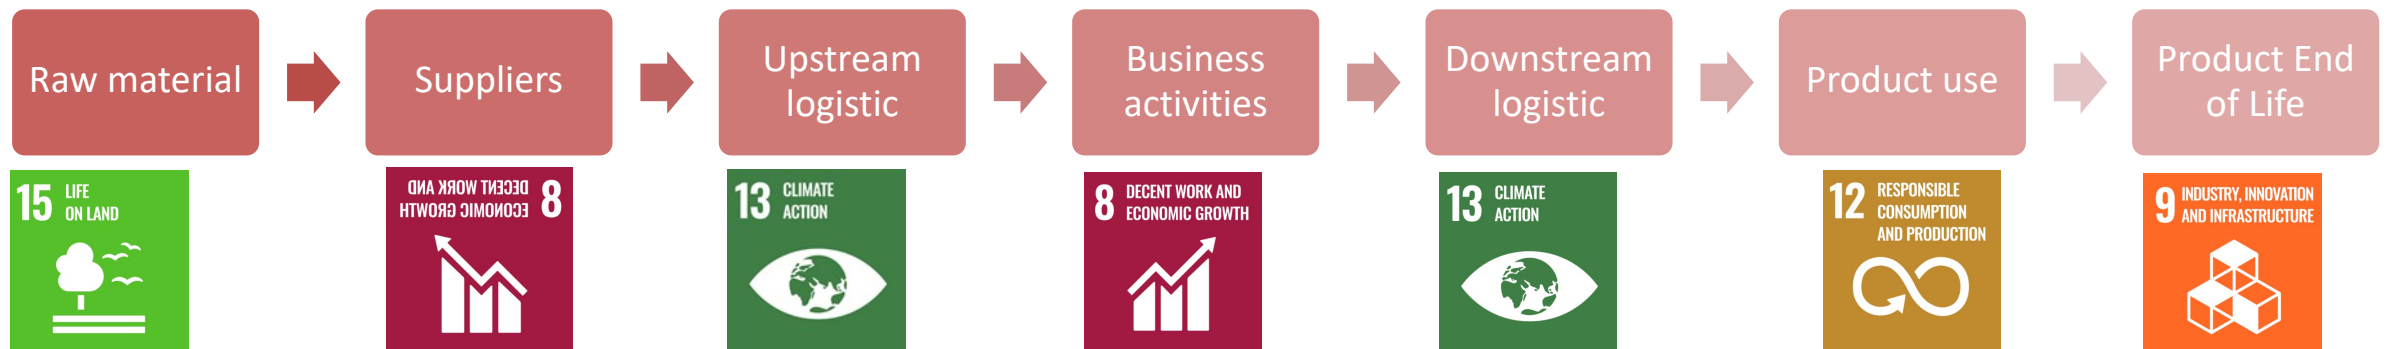 Raw material
Suppliers
Upstream
logistic
Business
activities
Downstream
logistic
Product use
Product End
of Life
15 LIFE
ON LAND
8 DECENT WORK AND
ECONOMIC GROWTH
13 CLIMATE
ACTION
8 DECENT WORK AND
ECONOMIC GROWTH
13 CLIMATE
ACTION
12 RESPONSIBLE
CONSUMPTION
AND PRODUCTION
9 INDUSTRY, INNOVATION
AND INFRASTRUCTURE